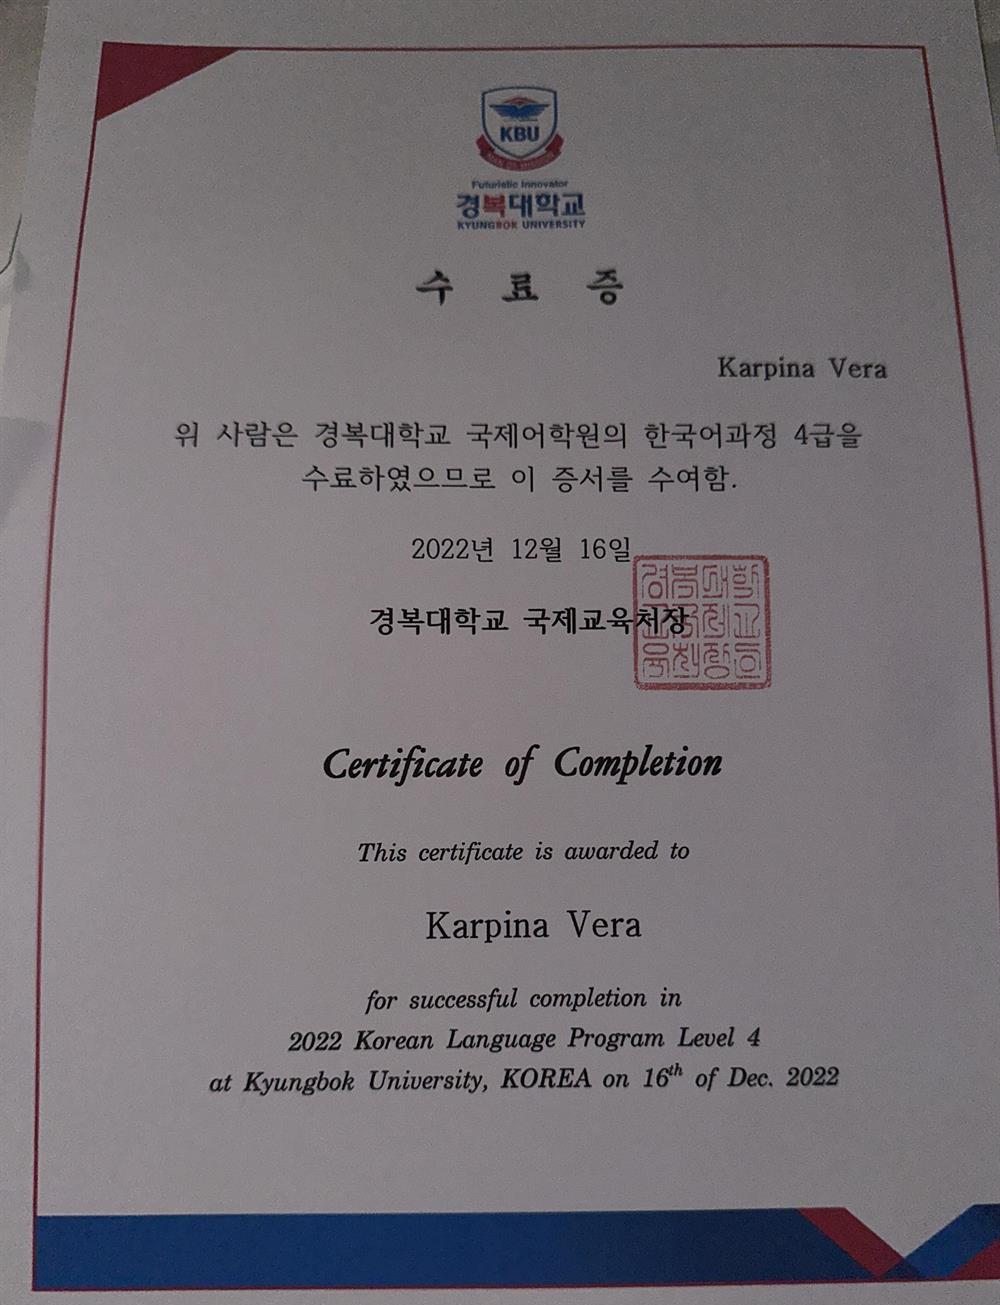 KBU
Futuristic Innovator
경복대학교
KYUNGBOK UNIVERSITY
수 료 증
Karpina Vera
위 사람은 경복대학교 국제어학원의 한국어과정 4급을
수료하였으므로 이 증서를 수여함.
2022년 12월 16일
경복대학교 국제교육처장
Certificate of Completion
This certificate is awarded to
Karpina Vera
for successful completion in
2022 Korean Language Program Level 4
at Kyungbok University, KOREA on 16th of Dec. 2022